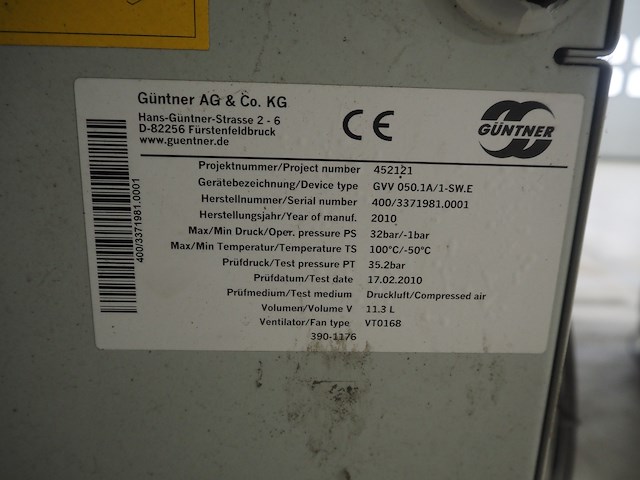 Güntner AG & Co. KG
Hans-Güntner-Strasse 2 - 6
D-82256 Fürstenfeldbruck
www.guentner.de
CE
GÜNTNER
Projektnummer/Project number 452121
Gerätebezeichnung/Device type GVV 050.1A/1-SW.E
Herstellnummer/Serial number 400/3371981.0001
Herstellungsjahr/Year of manuf. 2010
Max/Min Druck/Oper. pressure PS 32bar/-1bar
Max/Min Temperatur/Temperature TS 100°C/-50°C
Prüfdruck/Test pressure PT 35.2bar
Prüfdatum/Test date 17.02.2010
Prüfmedium/Test medium Druckluft/Compressed air
Volumen/Volume V 11.3 L
Ventilator/Fan type VT0168
390-1176
400/3371981.0001